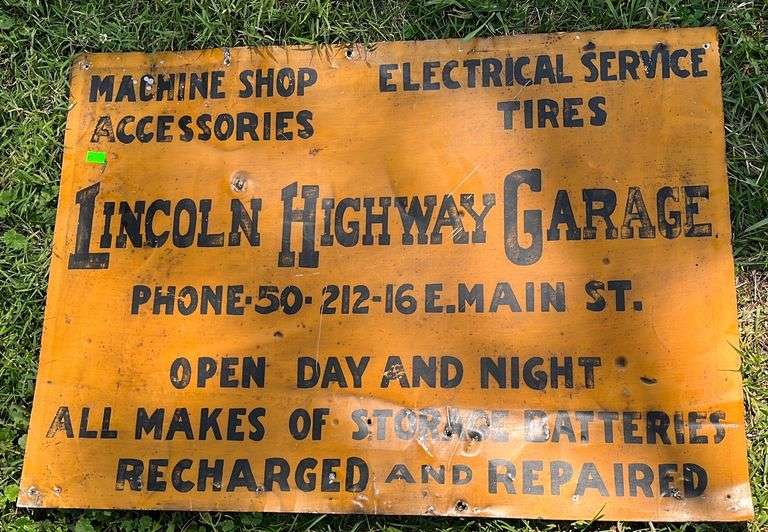 MACHINE SHOP ELECTRICAL SERVICE
ACCESSORIES TIRES
LINCOLN HIGHWAY GARAGE
PHONE-50-212-16 E. MAIN ST.
OPEN DAY AND NIGHT
ALL MAKES OF STORAGE BATTERIES
RECHARGED AND REPAIRED